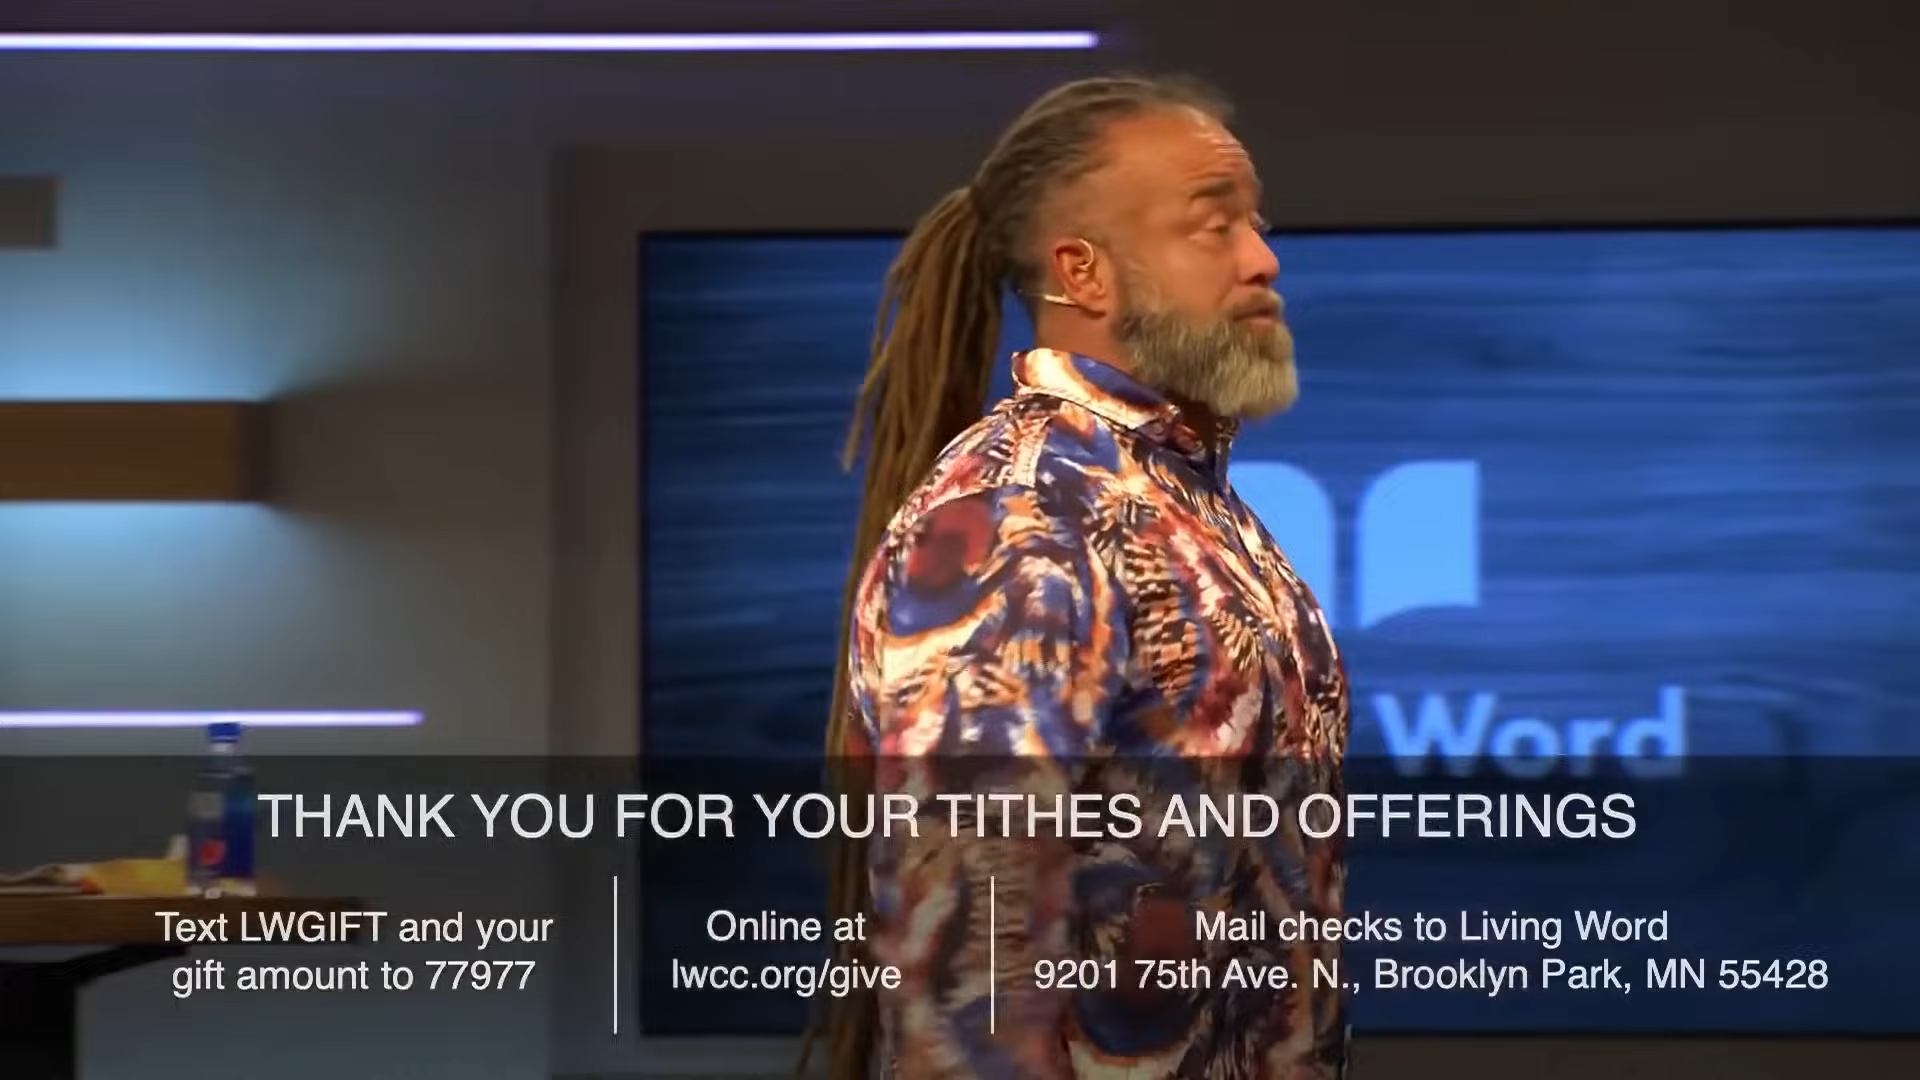 Word
THANK YOU FOR YOUR TITHES AND OFFERINGS
Text LWGIFT and your
gift amount to 77977
Online at
lwcc.org/give
Mail checks to Living Word
9201 75th Ave. N., Brooklyn Park, MN 55428